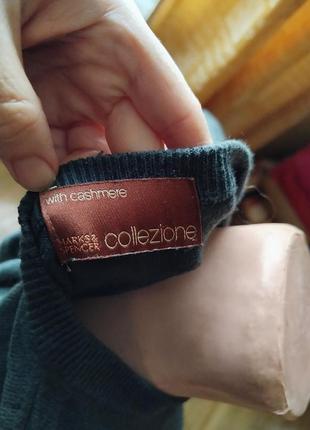 with cashmere
MARKS &
SPENCER
collezione